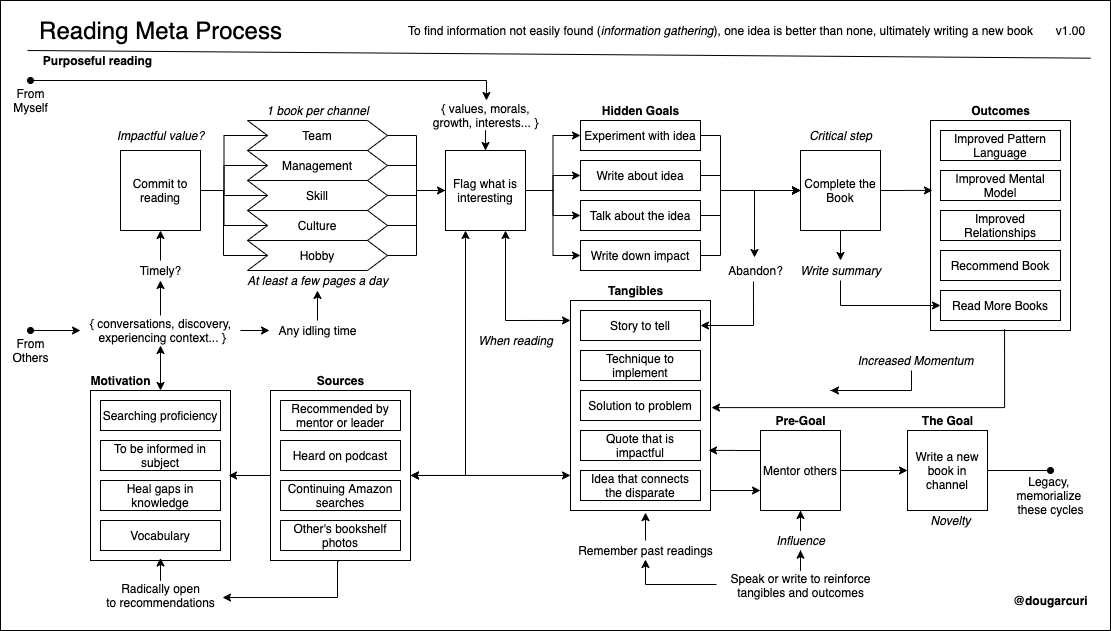 Reading Meta Process
To find information not easily found (information gathering), one idea is better than none, ultimately writing a new book
v1.00
Purposeful reading
From
Myself
Impactful value?
Commit to
reading
Timely?
{ conversations, discovery,
experiencing context... }
From
Others
1 book per channel
Team
Management
Skill
Culture
Hobby
At least a few pages a day
Any idling time
{ values, morals,
growth, interests... }
Flag what is
interesting
When reading
Hidden Goals
Experiment with idea
Write about idea
Talk about the idea
Write down impact
Abandon?
Critical step
Complete the
Book
Write summary
Outcomes
Improved Pattern
Language
Improved Mental
Model
Improved
Relationships
Recommend Book
Read More Books
Increased Momentum
Motivation
Searching proficiency
To be informed in
subject
Heal gaps in
knowledge
Vocabulary
Radically open
to recommendations
Sources
Recommended by
mentor or leader
Heard on podcast
Continuing Amazon
searches
Other's bookshelf
photos
Tangibles
Story to tell
Technique to
implement
Solution to problem
Quote that is
impactful
Idea that connects
the disparate
Remember past readings
Pre-Goal
Mentor others
Influence
Speak or write to reinforce
tangibles and outcomes
The Goal
Write a new
book in
channel
Novelty
Legacy,
memorialize
these cycles
@dougarcuri